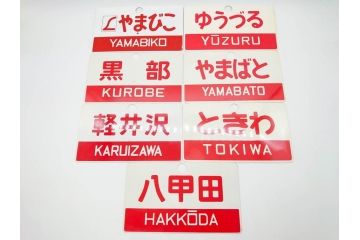 Lやまびこ
YAMABIKO
ゆうづる
YŪZURU
黒部
KUROBE
やまばと
YAMABATO
軽井沢
KARUIZAWA
ときわ
TOKIWA
八甲田
HAKKŌDA